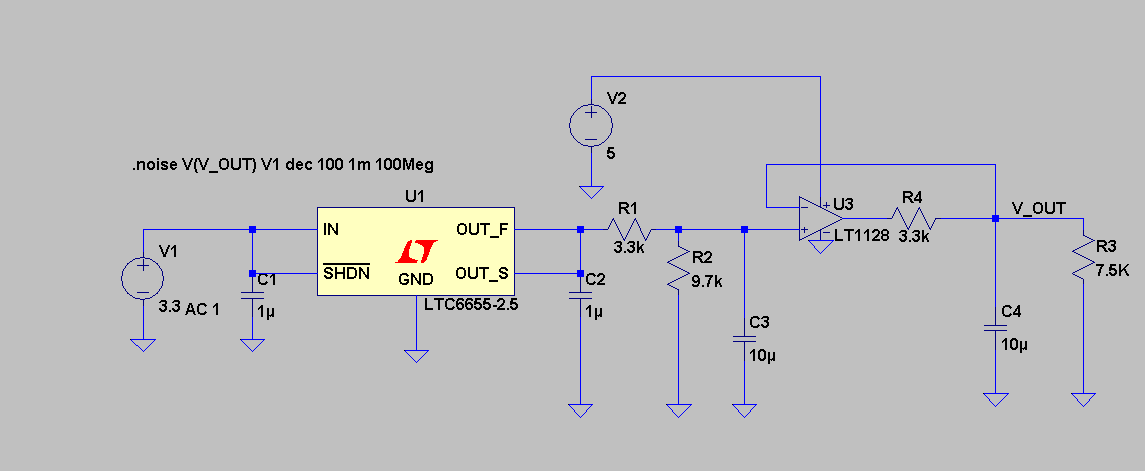 V2
5
.noise V(V_OUT) V1 dec 100 1m 100Meg
U1
IN
OUT_F
SHDN
GND
OUT_S
LTC6655-2.5
V1
3.3 AC 1
C1
1µ
C2
1µ
R1
3.3k
R2
9.7k
C3
10µ
U3
LT1128
R4
3.3k
V_OUT
R3
7.5K
C4
10µ